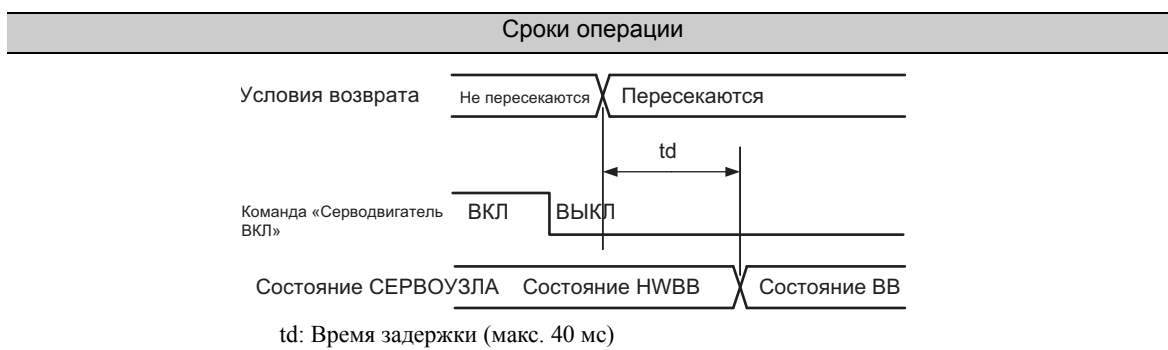 Сроки операции
Условия возврата Не пересекаются Пересекаются
td
Команда «Серводвигатель ВКЛ» ВКЛ ВЫКЛ
Состояние СЕРВОУЗЛА Состояние HWBB Состояние BB
td: Время задержки (макс. 40 мс)